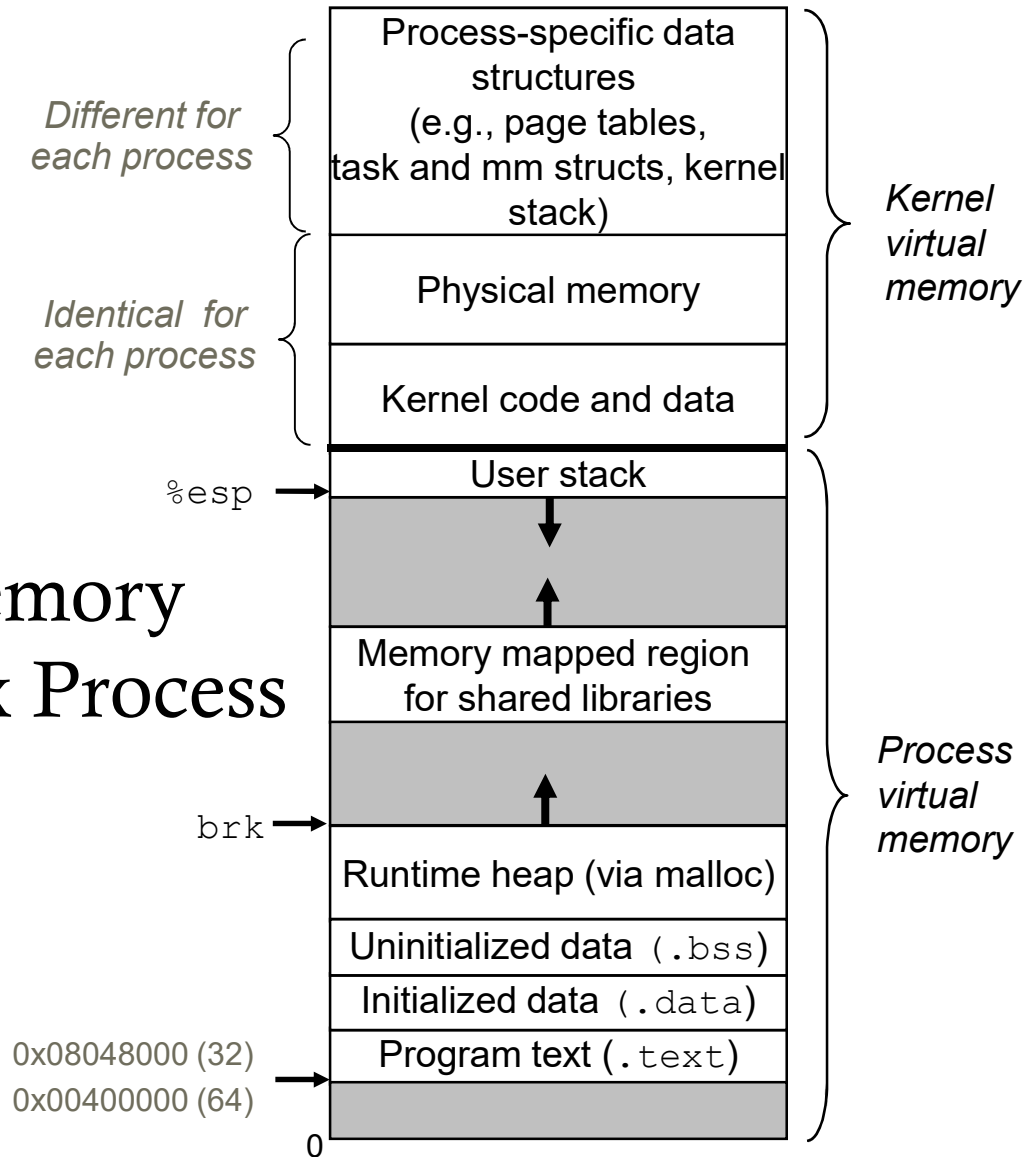 Process-specific data
structures
(e.g., page tables,
task and mm structs, kernel
stack)
Different for
each process
Kernel
virtual
memory
Physical memory
Identical for
each process
Kernel code and data
User stack
%esp
emory
x Process
Memory mapped region
for shared libraries
Process
virtual
memory
brk
Runtime heap (via malloc)
Uninitialized data (.bss)
Initialized data (.data)
Program text (.text)
0x08048000 (32)
0x00400000 (64)
0